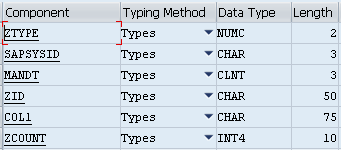 Component Typing Method Data Type Length
ZTYPE Types NUMC 2
SAPSYSID Types CHAR 3
MANDT Types CLNT 3
ZID Types CHAR 50
COL1 Types CHAR 75
ZCOUNT Types INT4 10